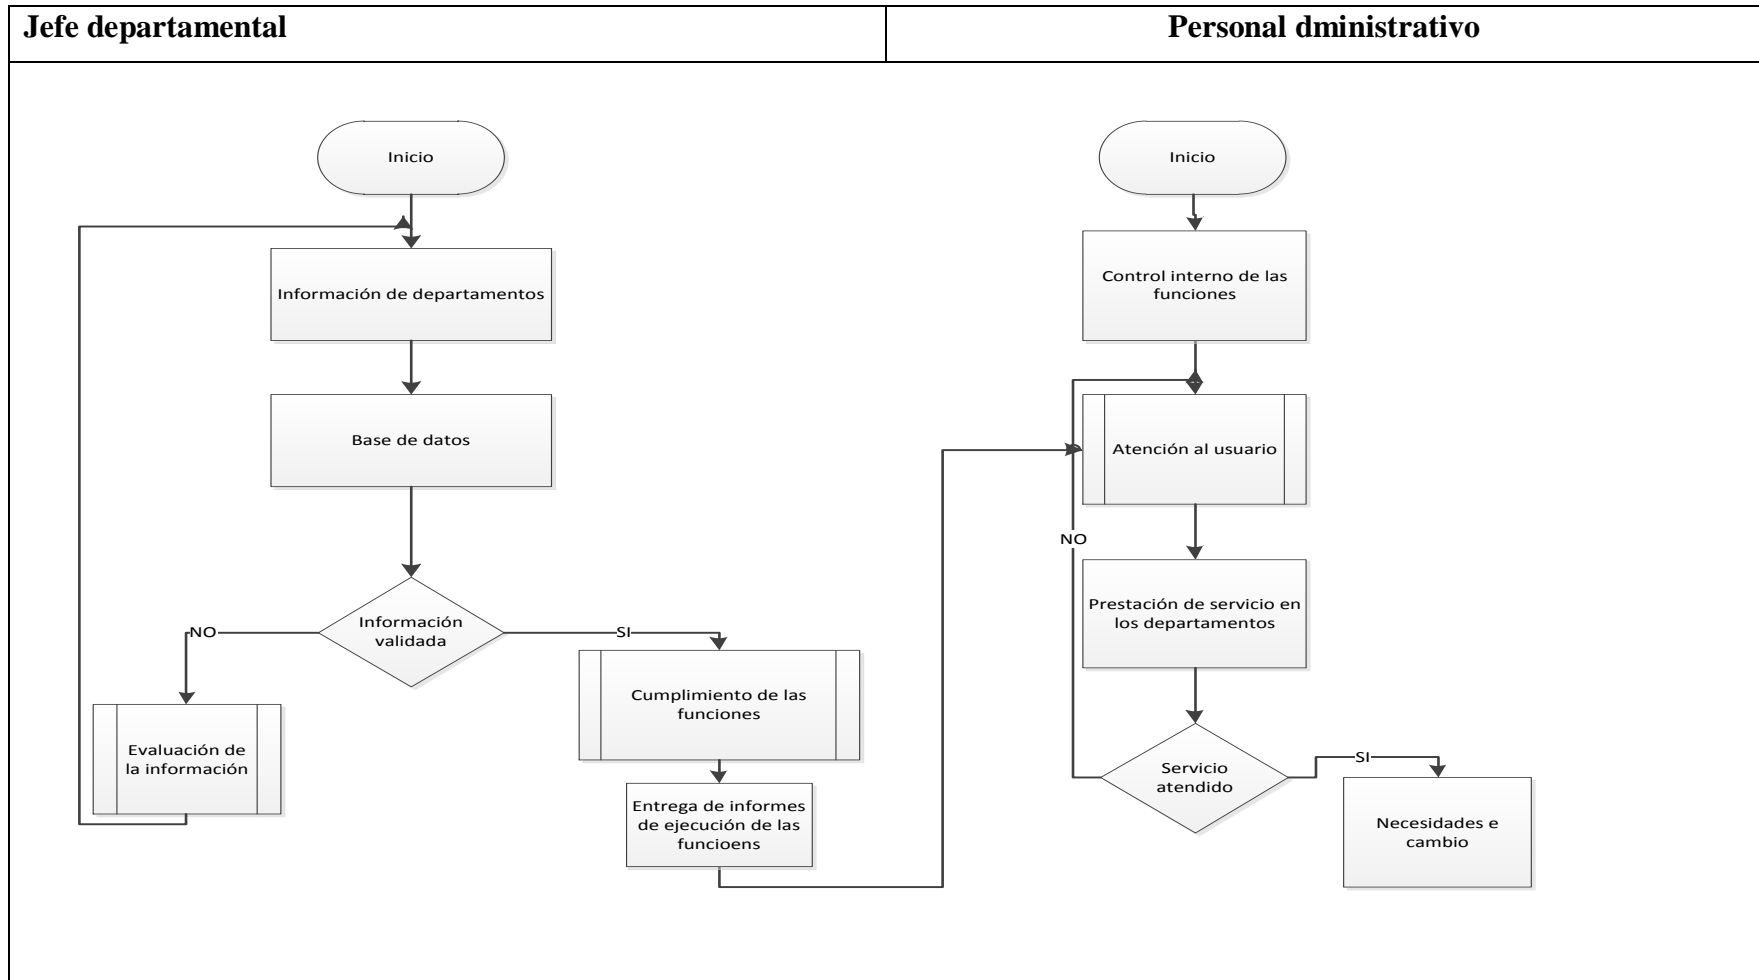 Jefe departamental
Personal dministrativo
Inicio
Información de departamentos
Base de datos
Información
validada
NO
SI
Evaluación de
la información
Cumplimiento de las
funciones
Entrega de informes
de ejecución de las
funcioens
Inicio
Control interno de las
funciones
Atención al usuario
NO
Prestación de servicio en
los departamentos
Servicio
atendido
SI
Necesidades e
cambio